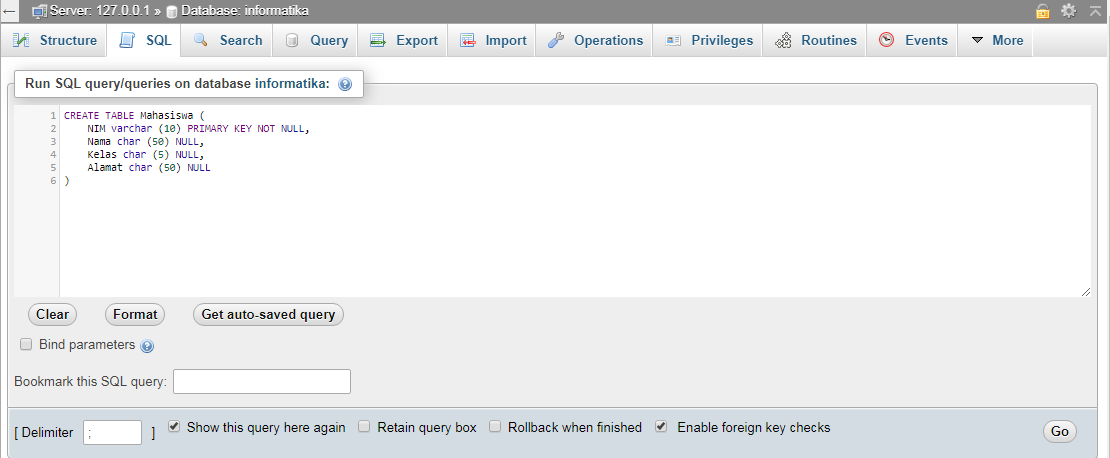 Server: 127.0.0.1 » Database: informatika
Structure SQL Search Query Export Import Operations Privileges Routines Events More
Run SQL query/queries on database informatika:
1 CREATE TABLE Mahasiswa (
2 NIM varchar (10) PRIMARY KEY NOT NULL,
3 Nama char (50) NULL,
4 Kelas char (5) NULL,
5 Alamat char (50) NULL
6 )
Clear Format Get auto-saved query
Bind parameters
Bookmark this SQL query:
[ Delimiter ; ] Show this query here again Retain query box Rollback when finished Enable foreign key checks Go